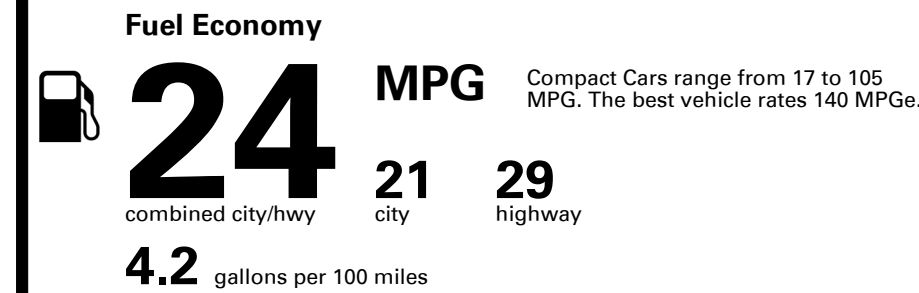 Fuel Economy
24 MPG
Compact Cars range from 17 to 105
MPG. The best vehicle rates 140 MPGe.
21 29
combined city/hwy city highway
4.2 gallons per 100 miles